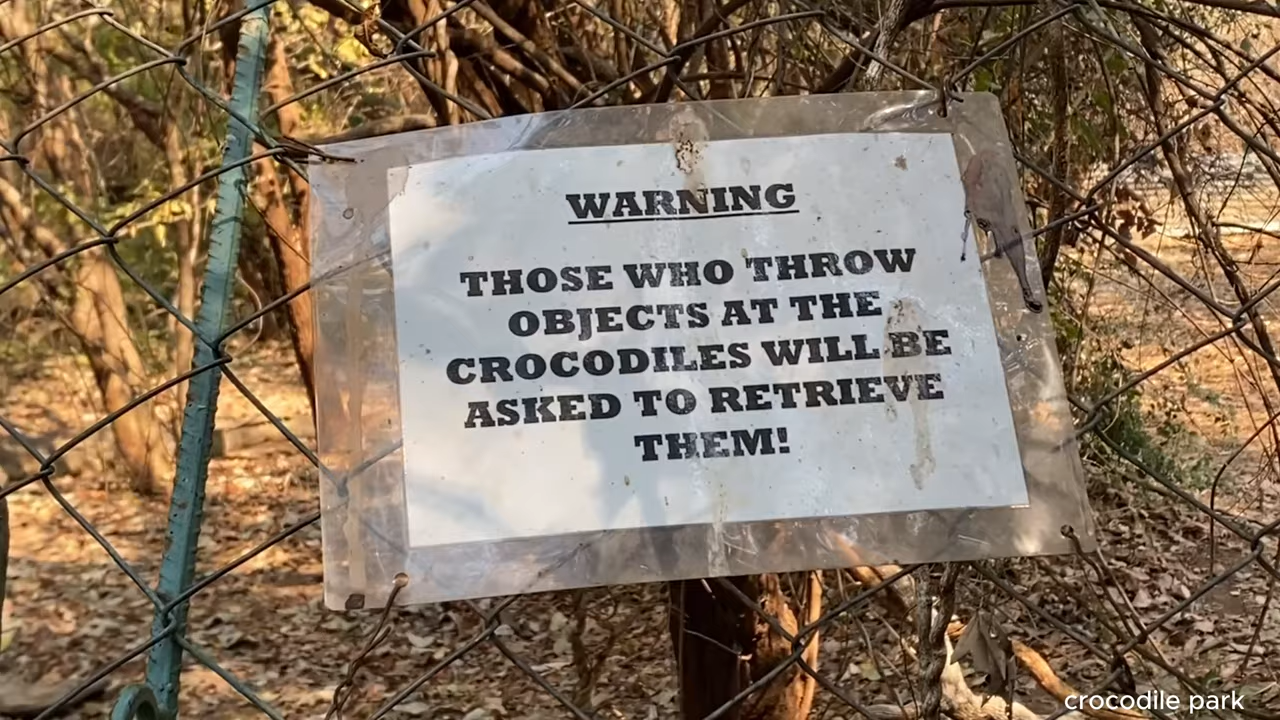 WARNING
THOSE WHO THROW
OBJECTS AT THE
CROCODILES WILL BE
ASKED TO RETRIEVE
THEM!
crocodile park